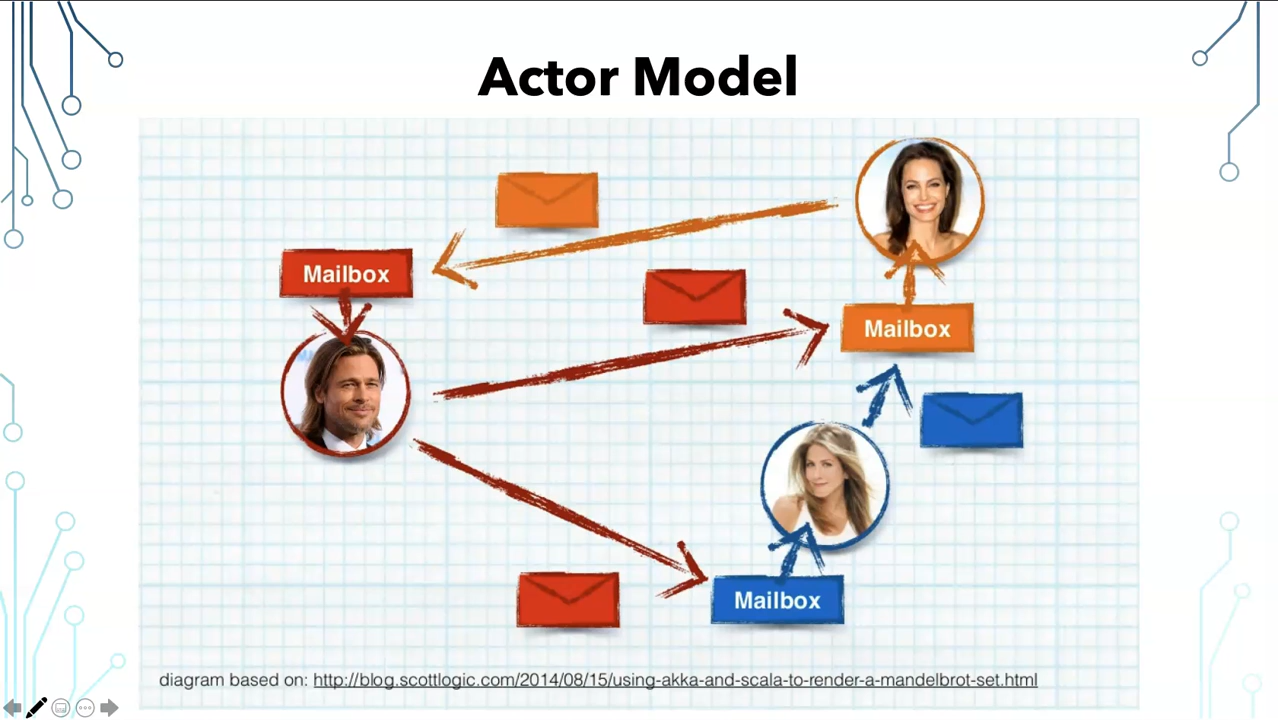 Actor Model
Mailbox
Mailbox
Mailbox
diagram based on: http://blog.scottlogic.com/2014/08/15/using-akka-and-scala-to-render-a-mandelbrot-set.html